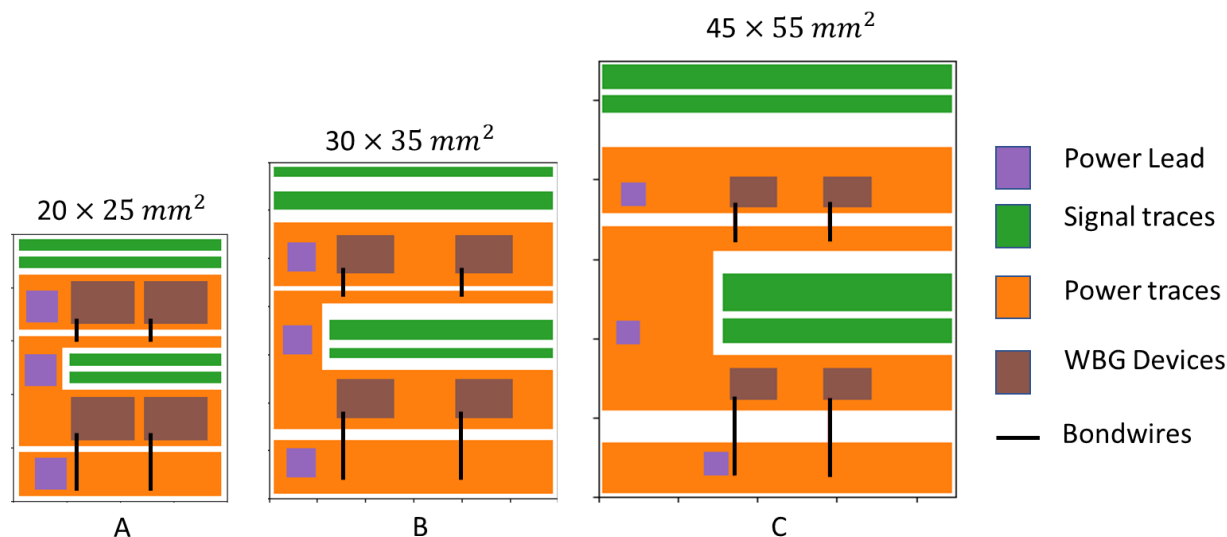 45 × 55 mm²
30 × 35 mm²
20 × 25 mm²
Power Lead
Signal traces
Power traces
WBG Devices
Bondwires
A
B
C